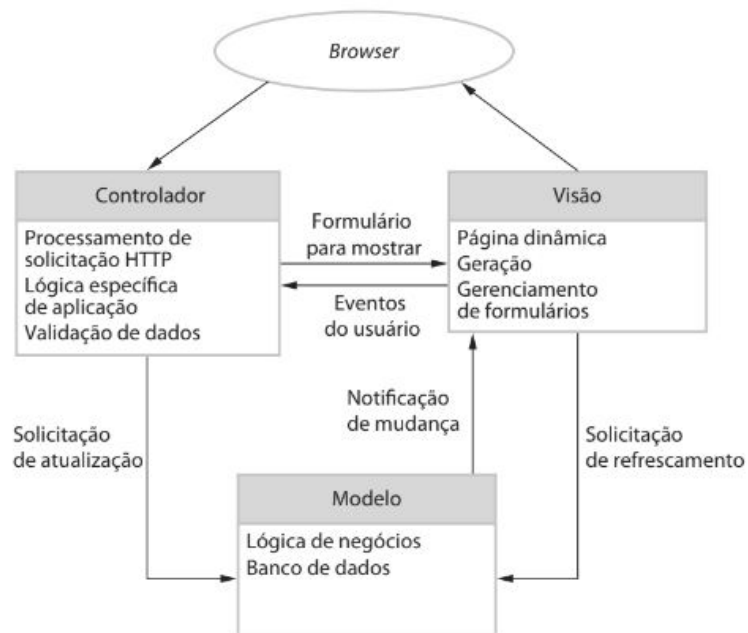 Browser
Controlador
Processamento de
solicitação HTTP
Lógica específica
de aplicação
Validação de dados
Formulário
para mostrar
Eventos
do usuário
Visão
Página dinâmica
Geração
Gerenciamento
de formulários
Solicitação
de atualização
Notificação
de mudança
Solicitação
de refrescamento
Modelo
Lógica de negócios
Banco de dados